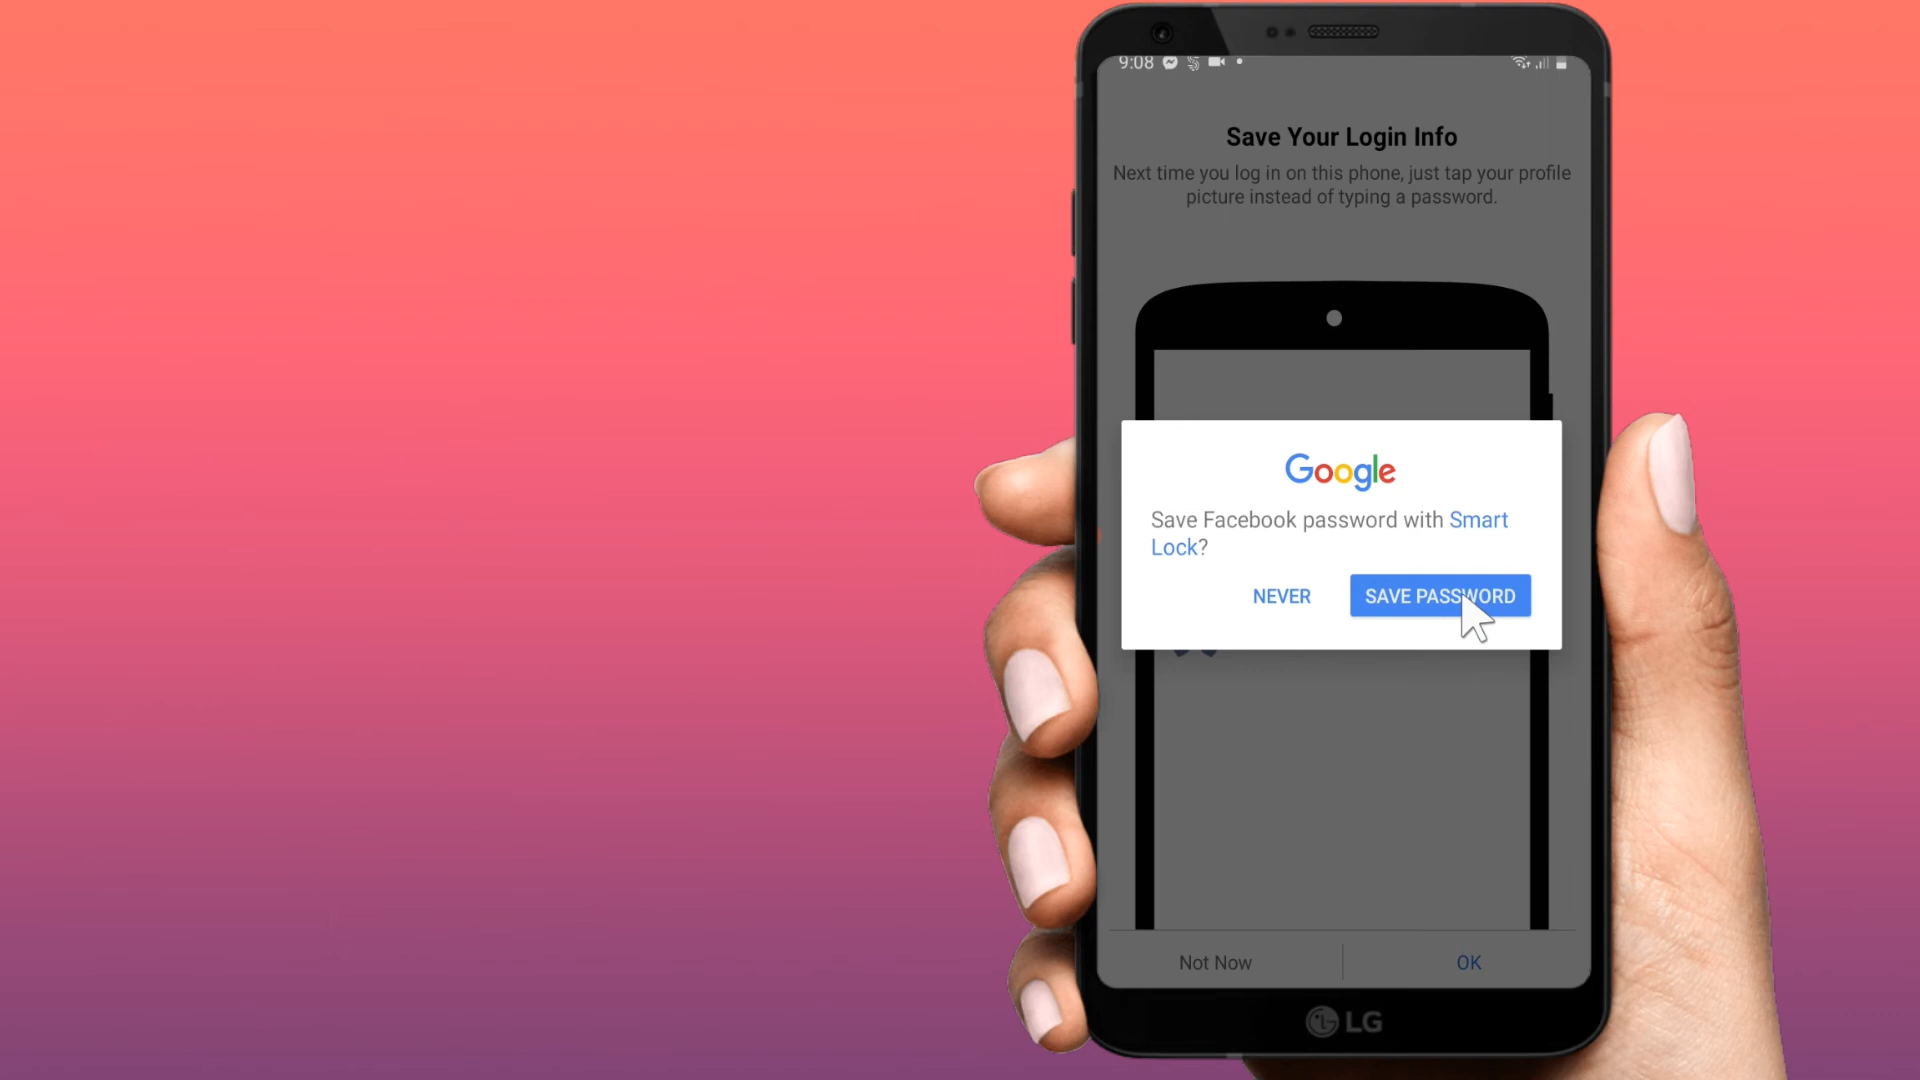 9:08
Save Your Login Info
Next time you log in on this phone, just tap your profile
picture instead of typing a password.
Google
Save Facebook password with Smart
Lock?
NEVER SAVE PASSWORD
Not Now OK
LG